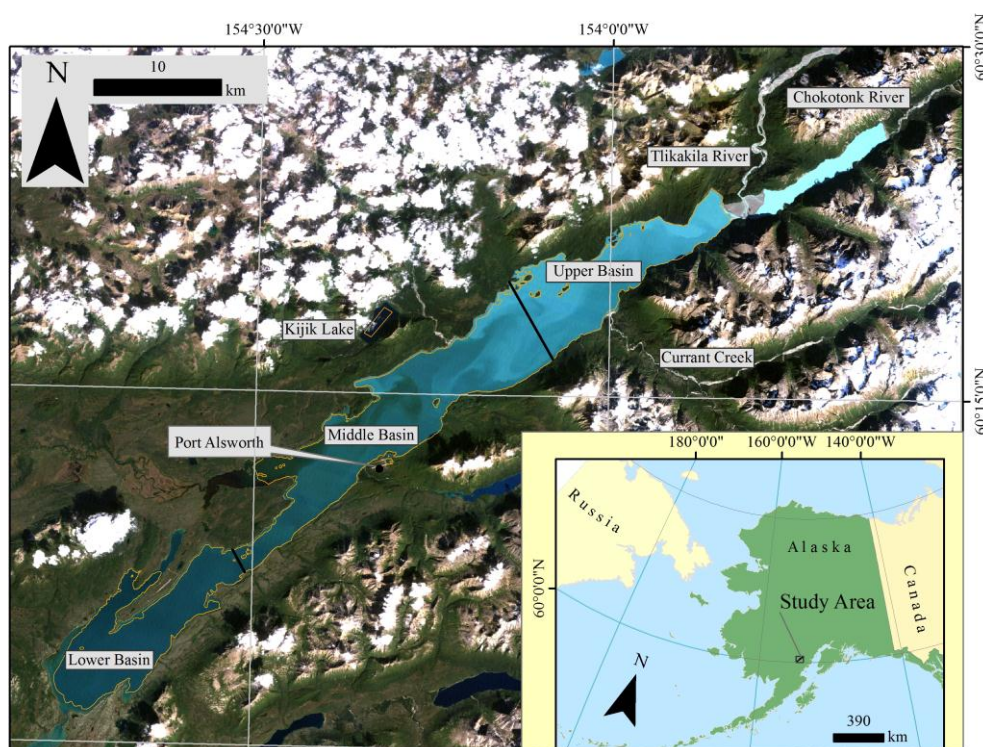 154°30'0"W
154°0'0"W
N
10
km
60°30'0"N
Chokotonk River
Tlikakila River
Upper Basin
Kijik Lake
Currant Creek
60°15'0"N
Middle Basin
Port Alsworth
Lower Basin
180°0'0"
160°0'0"W
140°0'0"W
Russia
Alaska
Canada
60°0'0"N
Study Area
N
390
km